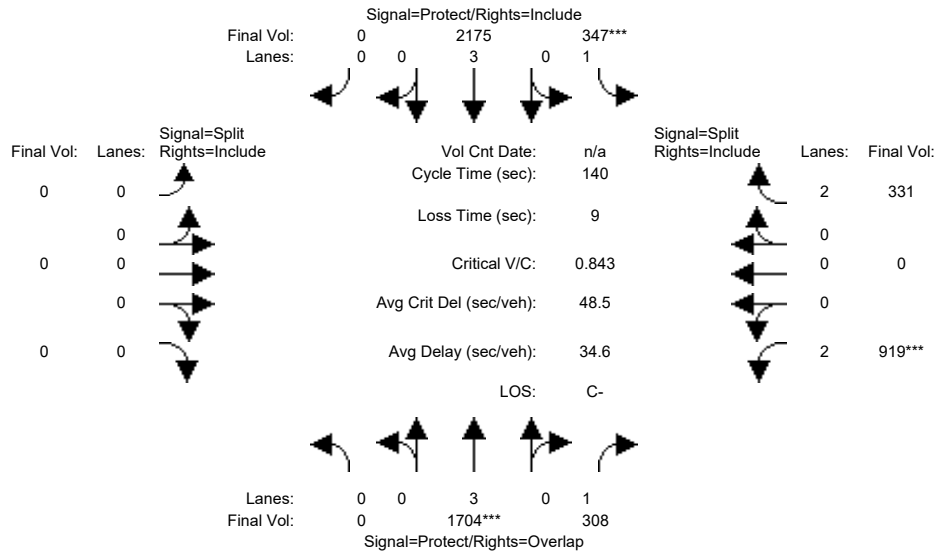 Signal=Protect/Rights=Include
Final Vol: 0 2175 347***
Lanes: 0 0 3 0 1
Signal=Split
Final Vol: Lanes: Rights=Include
Vol Cnt Date: n/a
Signal=Split
Rights=Include Lanes: Final Vol:
Cycle Time (sec): 140
0 0
2 331
Loss Time (sec): 9
0
0
0 0
Critical V/C: 0.843
0 0
0
Avg Crit Del (sec/veh): 48.5
0
0 0
Avg Delay (sec/veh): 34.6
2 919***
LOS: C-
Lanes: 0 0 3 0 1
Final Vol: 0 1704*** 308
Signal=Protect/Rights=Overlap